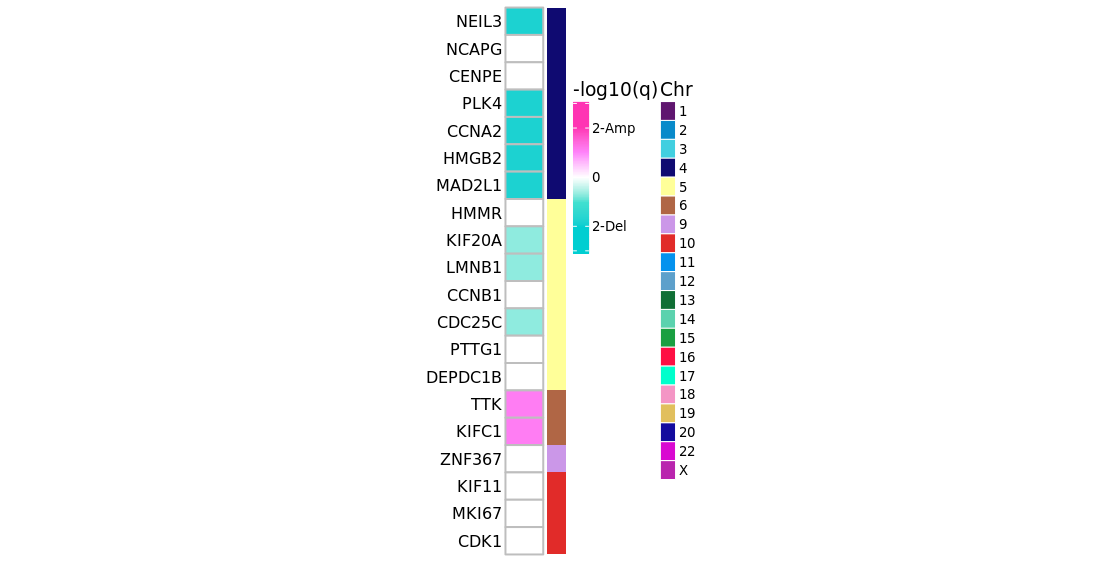 NEIL3
NCAPG
CENPE
PLK4
CCNA2
HMGB2
MAD2L1
HMMR
KIF20A
LMNB1
CCNB1
CDC25C
PTTG1
DEPDC1B
TTK
KIFC1
ZNF367
KIF11
MKI67
CDK1
-log10(q)
2-Amp
0
2-Del
Chr
1
2
3
4
5
6
9
10
11
12
13
14
15
16
17
18
19
20
22
X